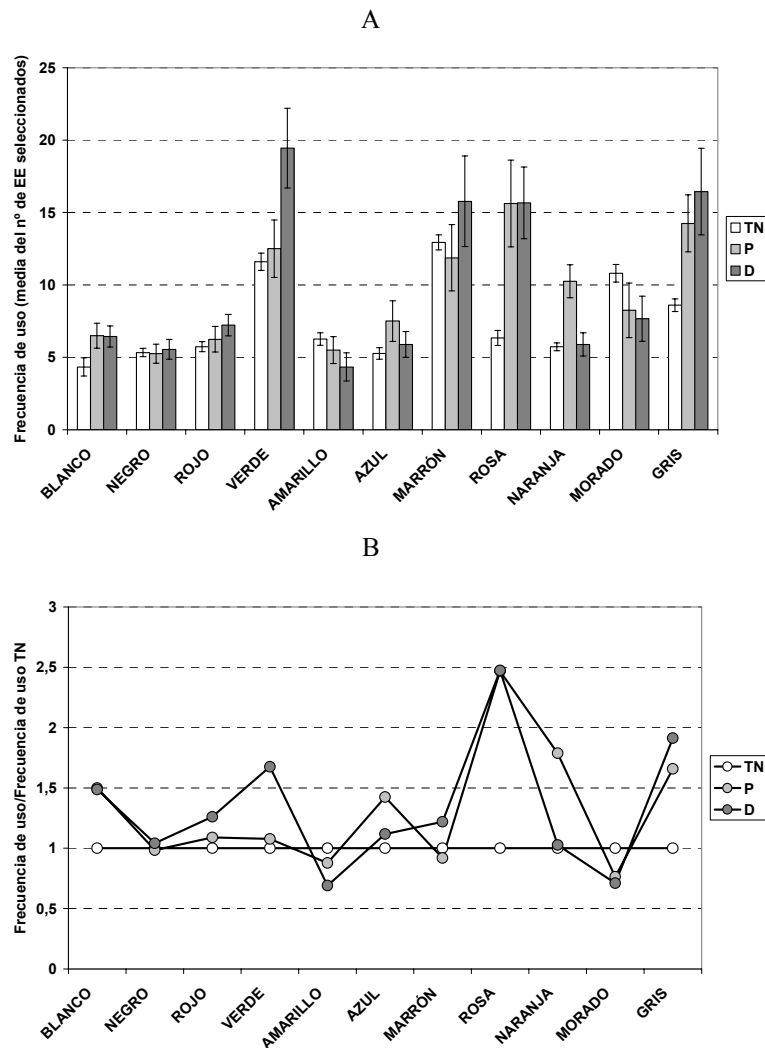 A
Frecuencia de uso (media del nº de EE seleccionados)
25
20
15
10
5
0
BLANCO
NEGRO
ROJO
VERDE
AMARILLO
AZUL
MARRÓN
ROSA
NARANJA
MORADO
GRIS
TN
P
D
B
Frecuencia de uso/Frecuencia de uso TN
3
2,5
2
1,5
1
0,5
0
BLANCO
NEGRO
ROJO
VERDE
AMARILLO
AZUL
MARRÓN
ROSA
NARANJA
MORADO
GRIS
TN
P
D